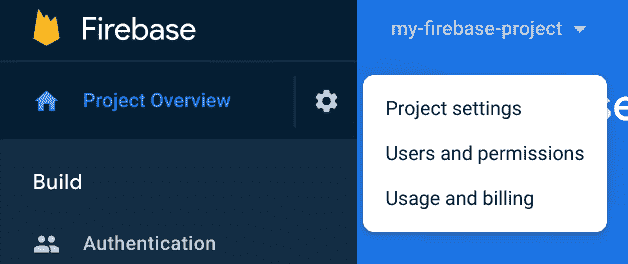 Firebase
my-firebase-project
Project Overview
Project settings
Users and permissions
Usage and billing
Build
Authentication